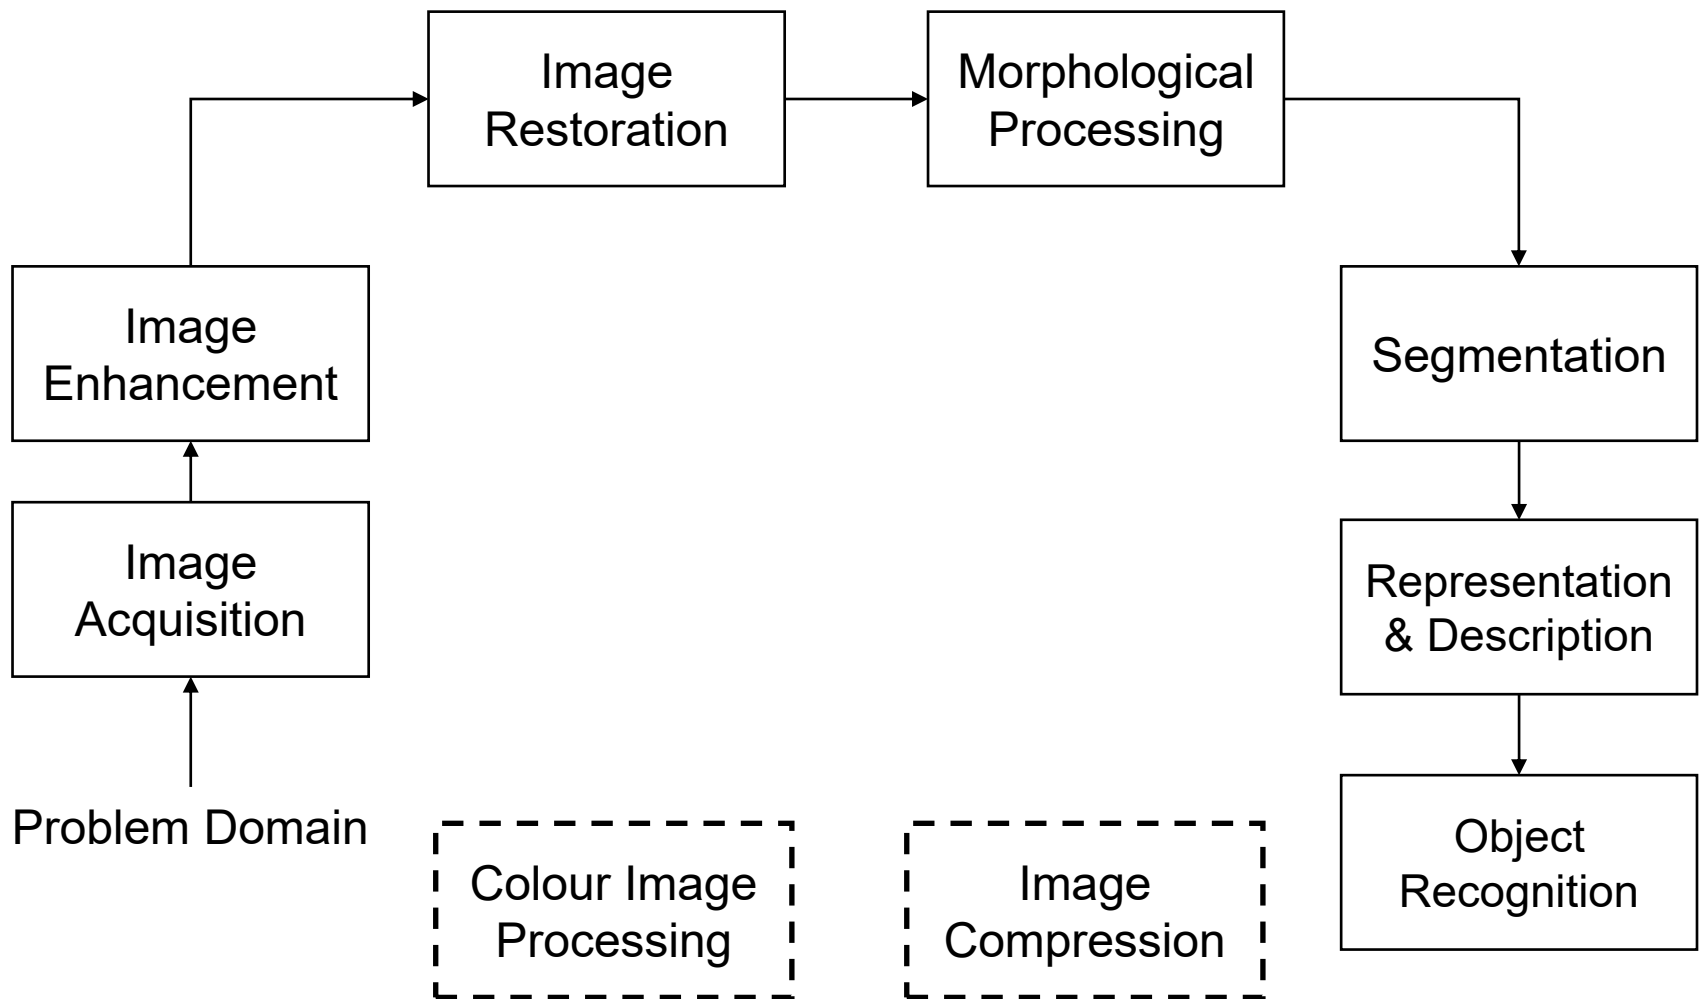 Image
Restoration
Morphological
Processing
Image
Enhancement
Segmentation
Image
Acquisition
Representation
& Description
Problem Domain
Object
Recognition
Colour Image
Processing
Image
Compression